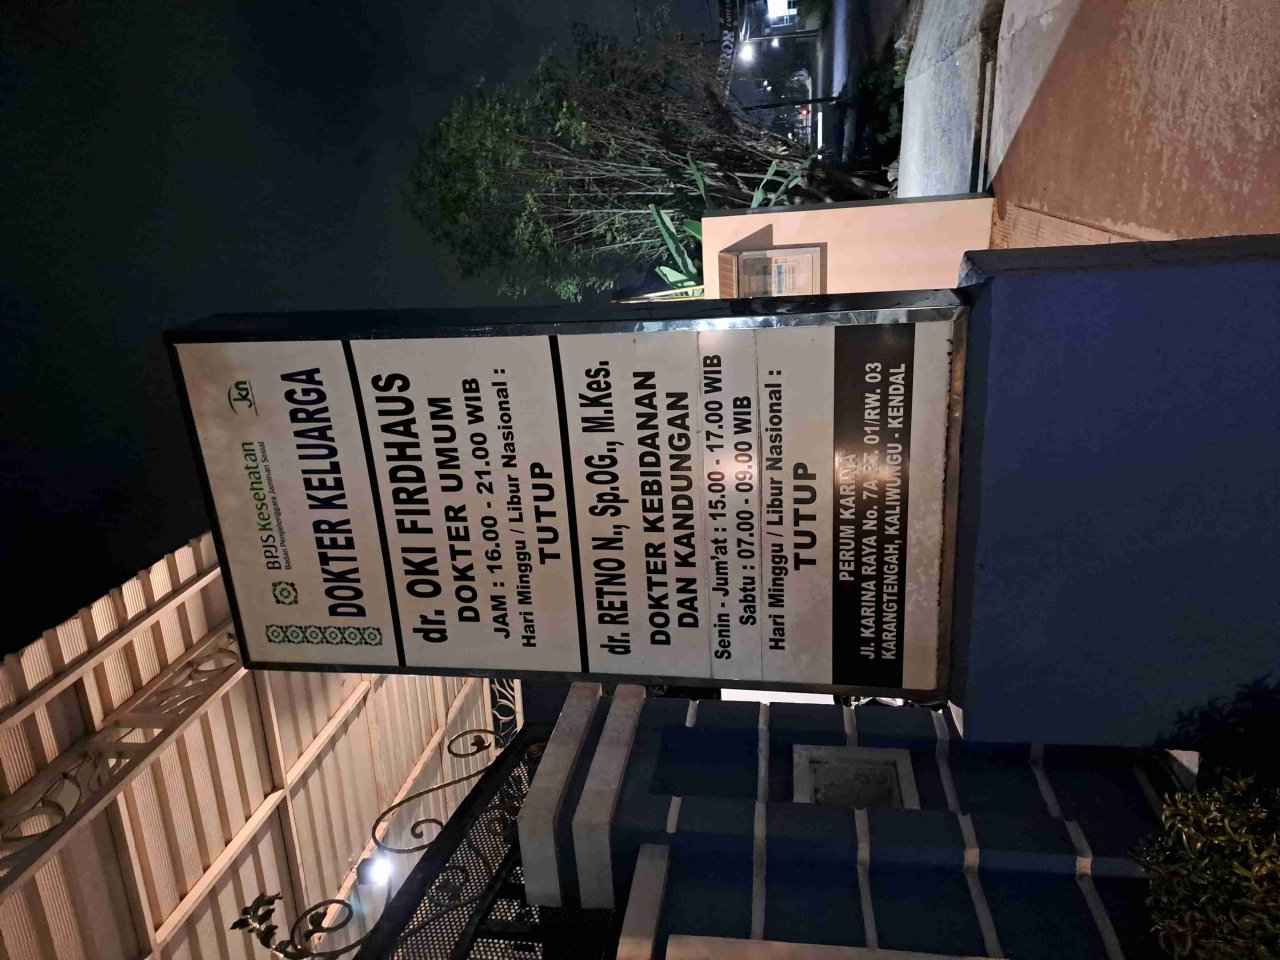 BPJS Kesehatan
Badan Penyelenggara Jaminan Sosial
jkn
DOKTER KELUARGA
dr. OKI FIRDHAUS
DOKTER UMUM
JAM : 16.00 - 21.00 WIB
Hari Minggu / Libur Nasional :
TUTUP
dr. RETNO N., Sp.OG., M.Kes.
DOKTER KEBIDANAN
DAN KANDUNGAN
Senin - Jum'at : 15.00 - 17.00 WIB
Sabtu : 07.00 - 09.00 WIB
Hari Minggu / Libur Nasional :
TUTUP
PERUM KARINA
Jl. KARINA RAYA No. 7A RT. 01/RW. 03
KARANGTENGAH, KALIWUNGU - KENDAL